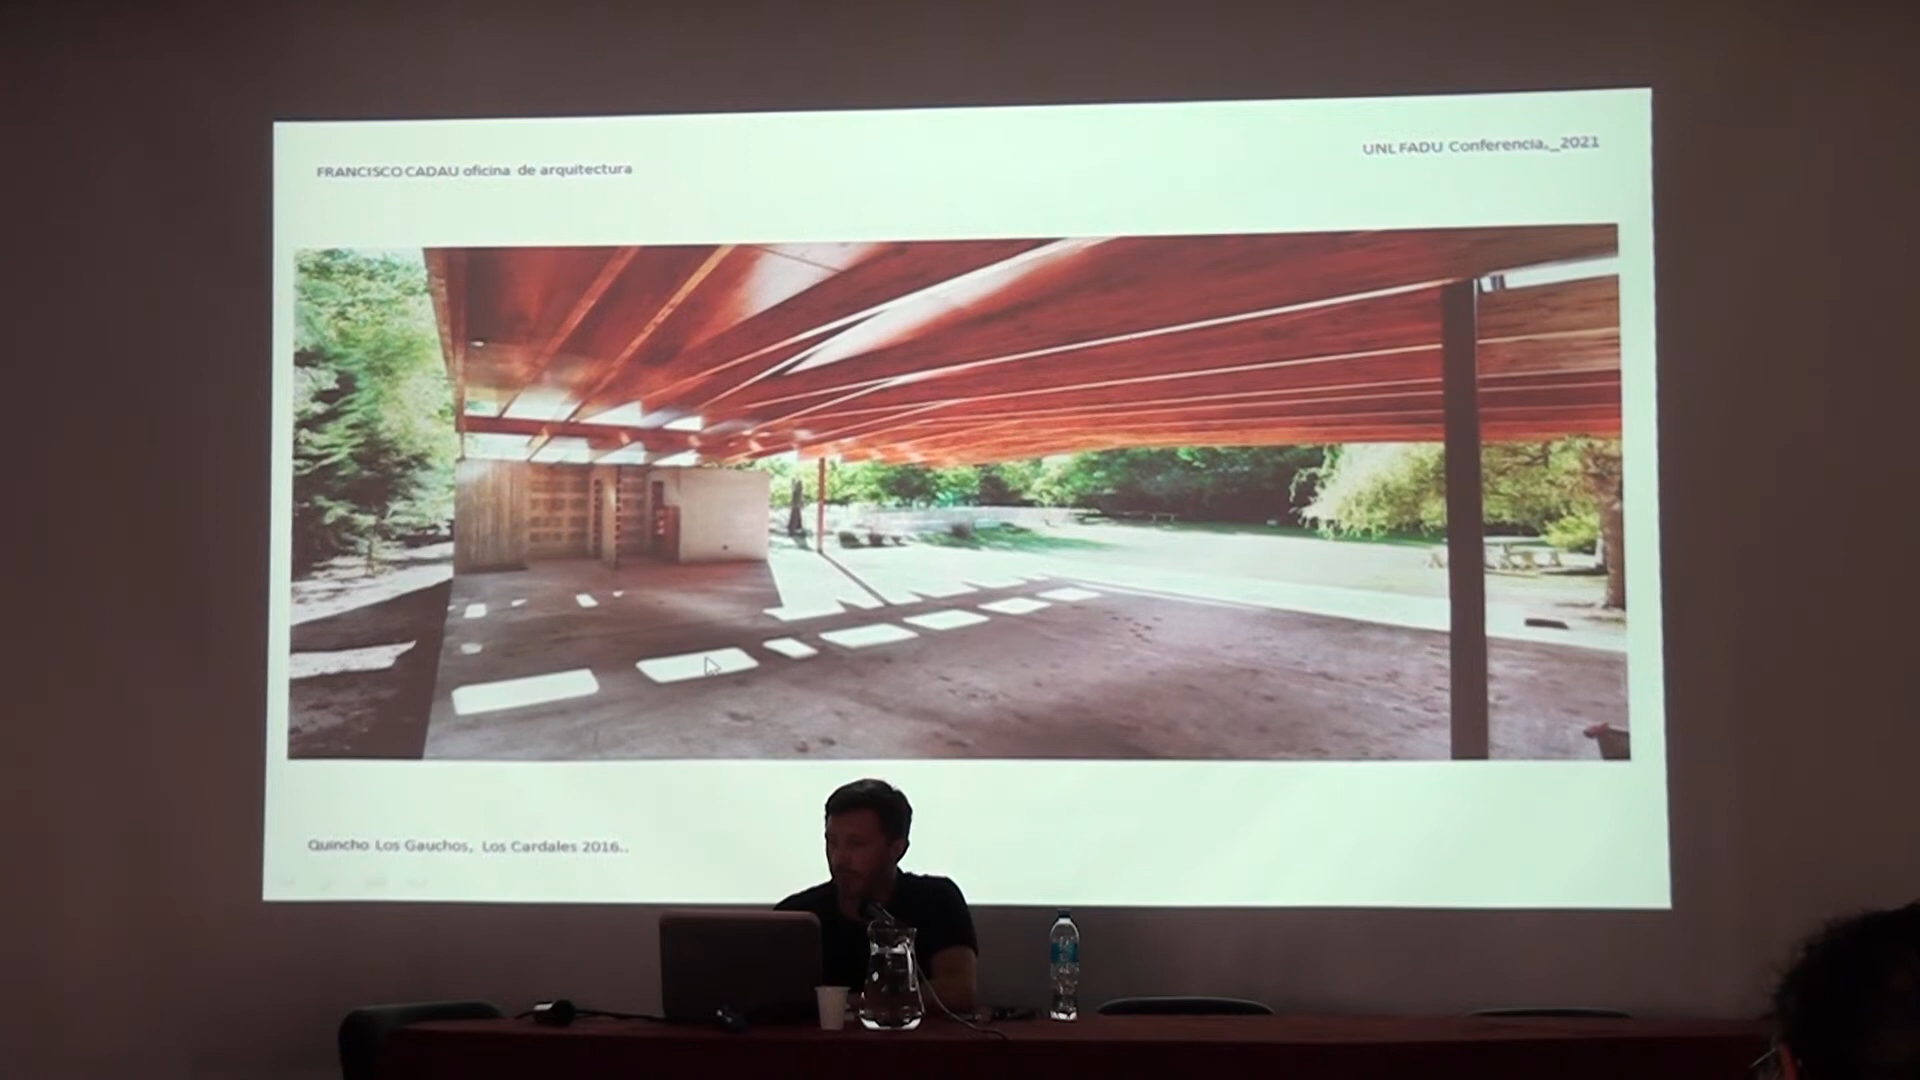 FRANCISCO CADAU oficina de arquitectura
UNL FADU Conferencia._2021
Quincho Los Gauchos, Los Cardales 2016..